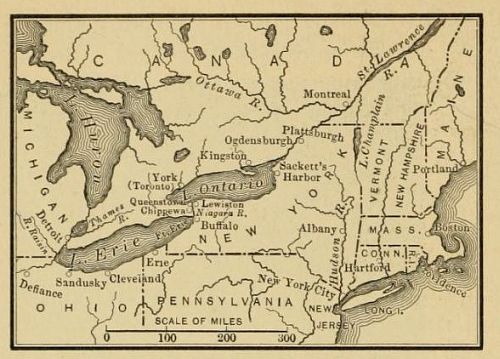 CANADA
St. Lawrence R.
Ottawa R.
Montreal
MAINE
L. Huron
MICHIGAN
Plattsburgh
Ogdensburgh
L. Champlain
VERMONT
NEW HAMPSHIRE
Kingston
Portland
York
(Toronto)
L. Ontario
Sackett's
Harbor
Queenstown
Lewiston
Chippewa
Niagara R.
Thames
R.
Detroit
R. Raisin
Buffalo
Ft. Erie
L. Erie
NEW YORK
Albany
Hudson R.
MASS.
Boston
CONN.
R.I.
Hartford
Providence
Erie
Defiance
Sandusky
Cleveland
New York City
OHIO
PENNSYLVANIA
NEW
JERSEY
LONG I.
SCALE OF MILES
0 100 200 300